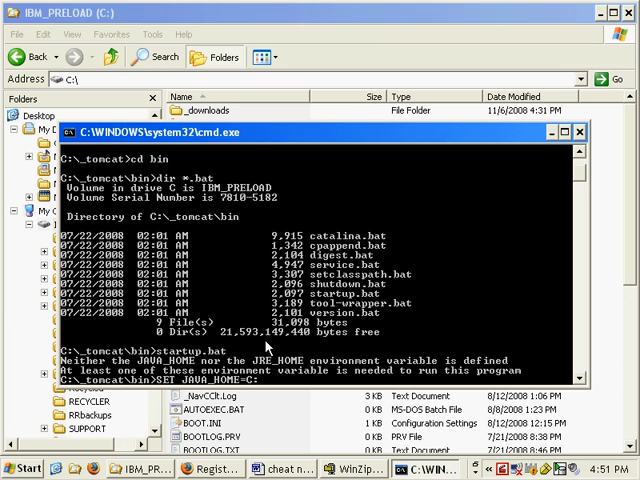 IBM_PRELOAD (C:)
File Edit View Favorites Tools Help
Back Search Folders
Address C:\ Go
Folders
Name Size Type Date Modified
Desktop
_downloads File Folder 11/6/2008 4:31 PM
C:\WINDOWS\system32\cmd.exe
C:\_tomcat>cd bin
C:\_tomcat\bin>dir *.bat
Volume in drive C is IBM_PRELOAD
Volume Serial Number is 7810-5182
Directory of C:\_tomcat\bin
07/22/2008 02:01 AM 9,915 catalina.bat
07/22/2008 02:01 AM 1,342 cpappend.bat
07/22/2008 02:01 AM 2,104 digest.bat
07/22/2008 02:01 AM 4,947 service.bat
07/22/2008 02:01 AM 3,307 setclasspath.bat
07/22/2008 02:01 AM 2,096 shutdown.bat
07/22/2008 02:01 AM 2,097 startup.bat
07/22/2008 02:01 AM 3,189 tool-wrapper.bat
07/22/2008 02:01 AM 2,101 version.bat
9 File(s) 31,098 bytes
0 Dir(s) 21,593,149,440 bytes free
C:\_tomcat\bin>startup.bat
Neither the JAVA_HOME nor the JRE_HOME environment variable is defined
At least one of these environment variable is needed to run this program
C:\_tomcat\bin>SET JAVA_HOME=C:
_NavCClt.Log 3 KB Text Document 8/12/2008 1:06 PM
RECYCLER AUTOEXEC.BAT 0 KB MS-DOS Batch File 8/8/2008 1:23 PM
RRbackups BOOT.INI 1 KB Configuration Settings 8/12/2008 1:15 PM
SUPPORT BOOTLOG.PRV PRV File 7/21/2008 8:38 PM
BOOTLOG.TXT Text Document
Start IBM_PR... Registr... cheat n... WinZip... C:\WIN... 4:51 PM